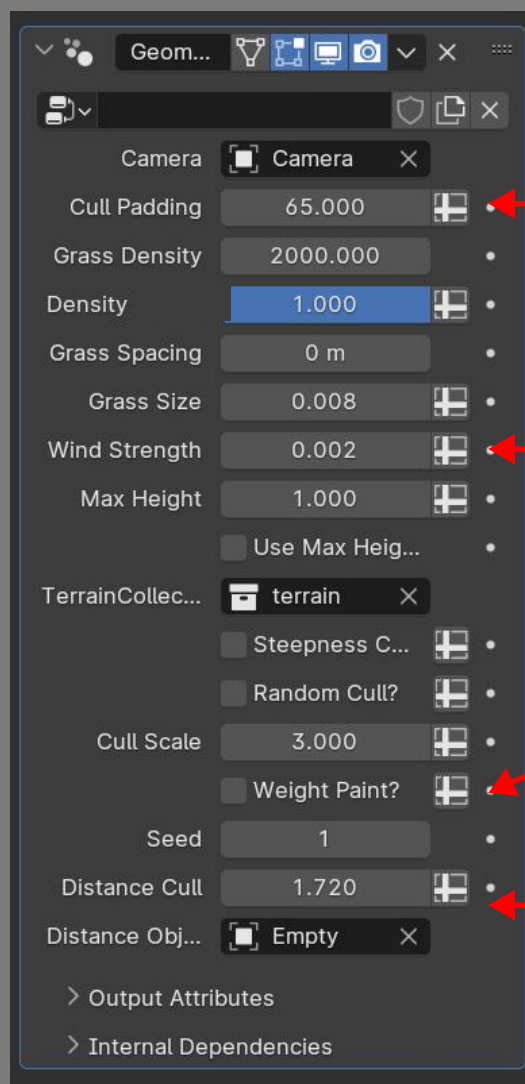 Geom...
Camera Camera
Cull Padding 65.000
Grass Density 2000.000
Density 1.000
Grass Spacing 0 m
Grass Size 0.008
Wind Strength 0.002
Max Height 1.000
Use Max Heig...
TerrainCollec... terrain
Steepness C...
Random Cull?
Cull Scale 3.000
Weight Paint?
Seed 1
Distance Cull 1.720
Distance Obj... Empty
Output Attributes
Internal Dependencies